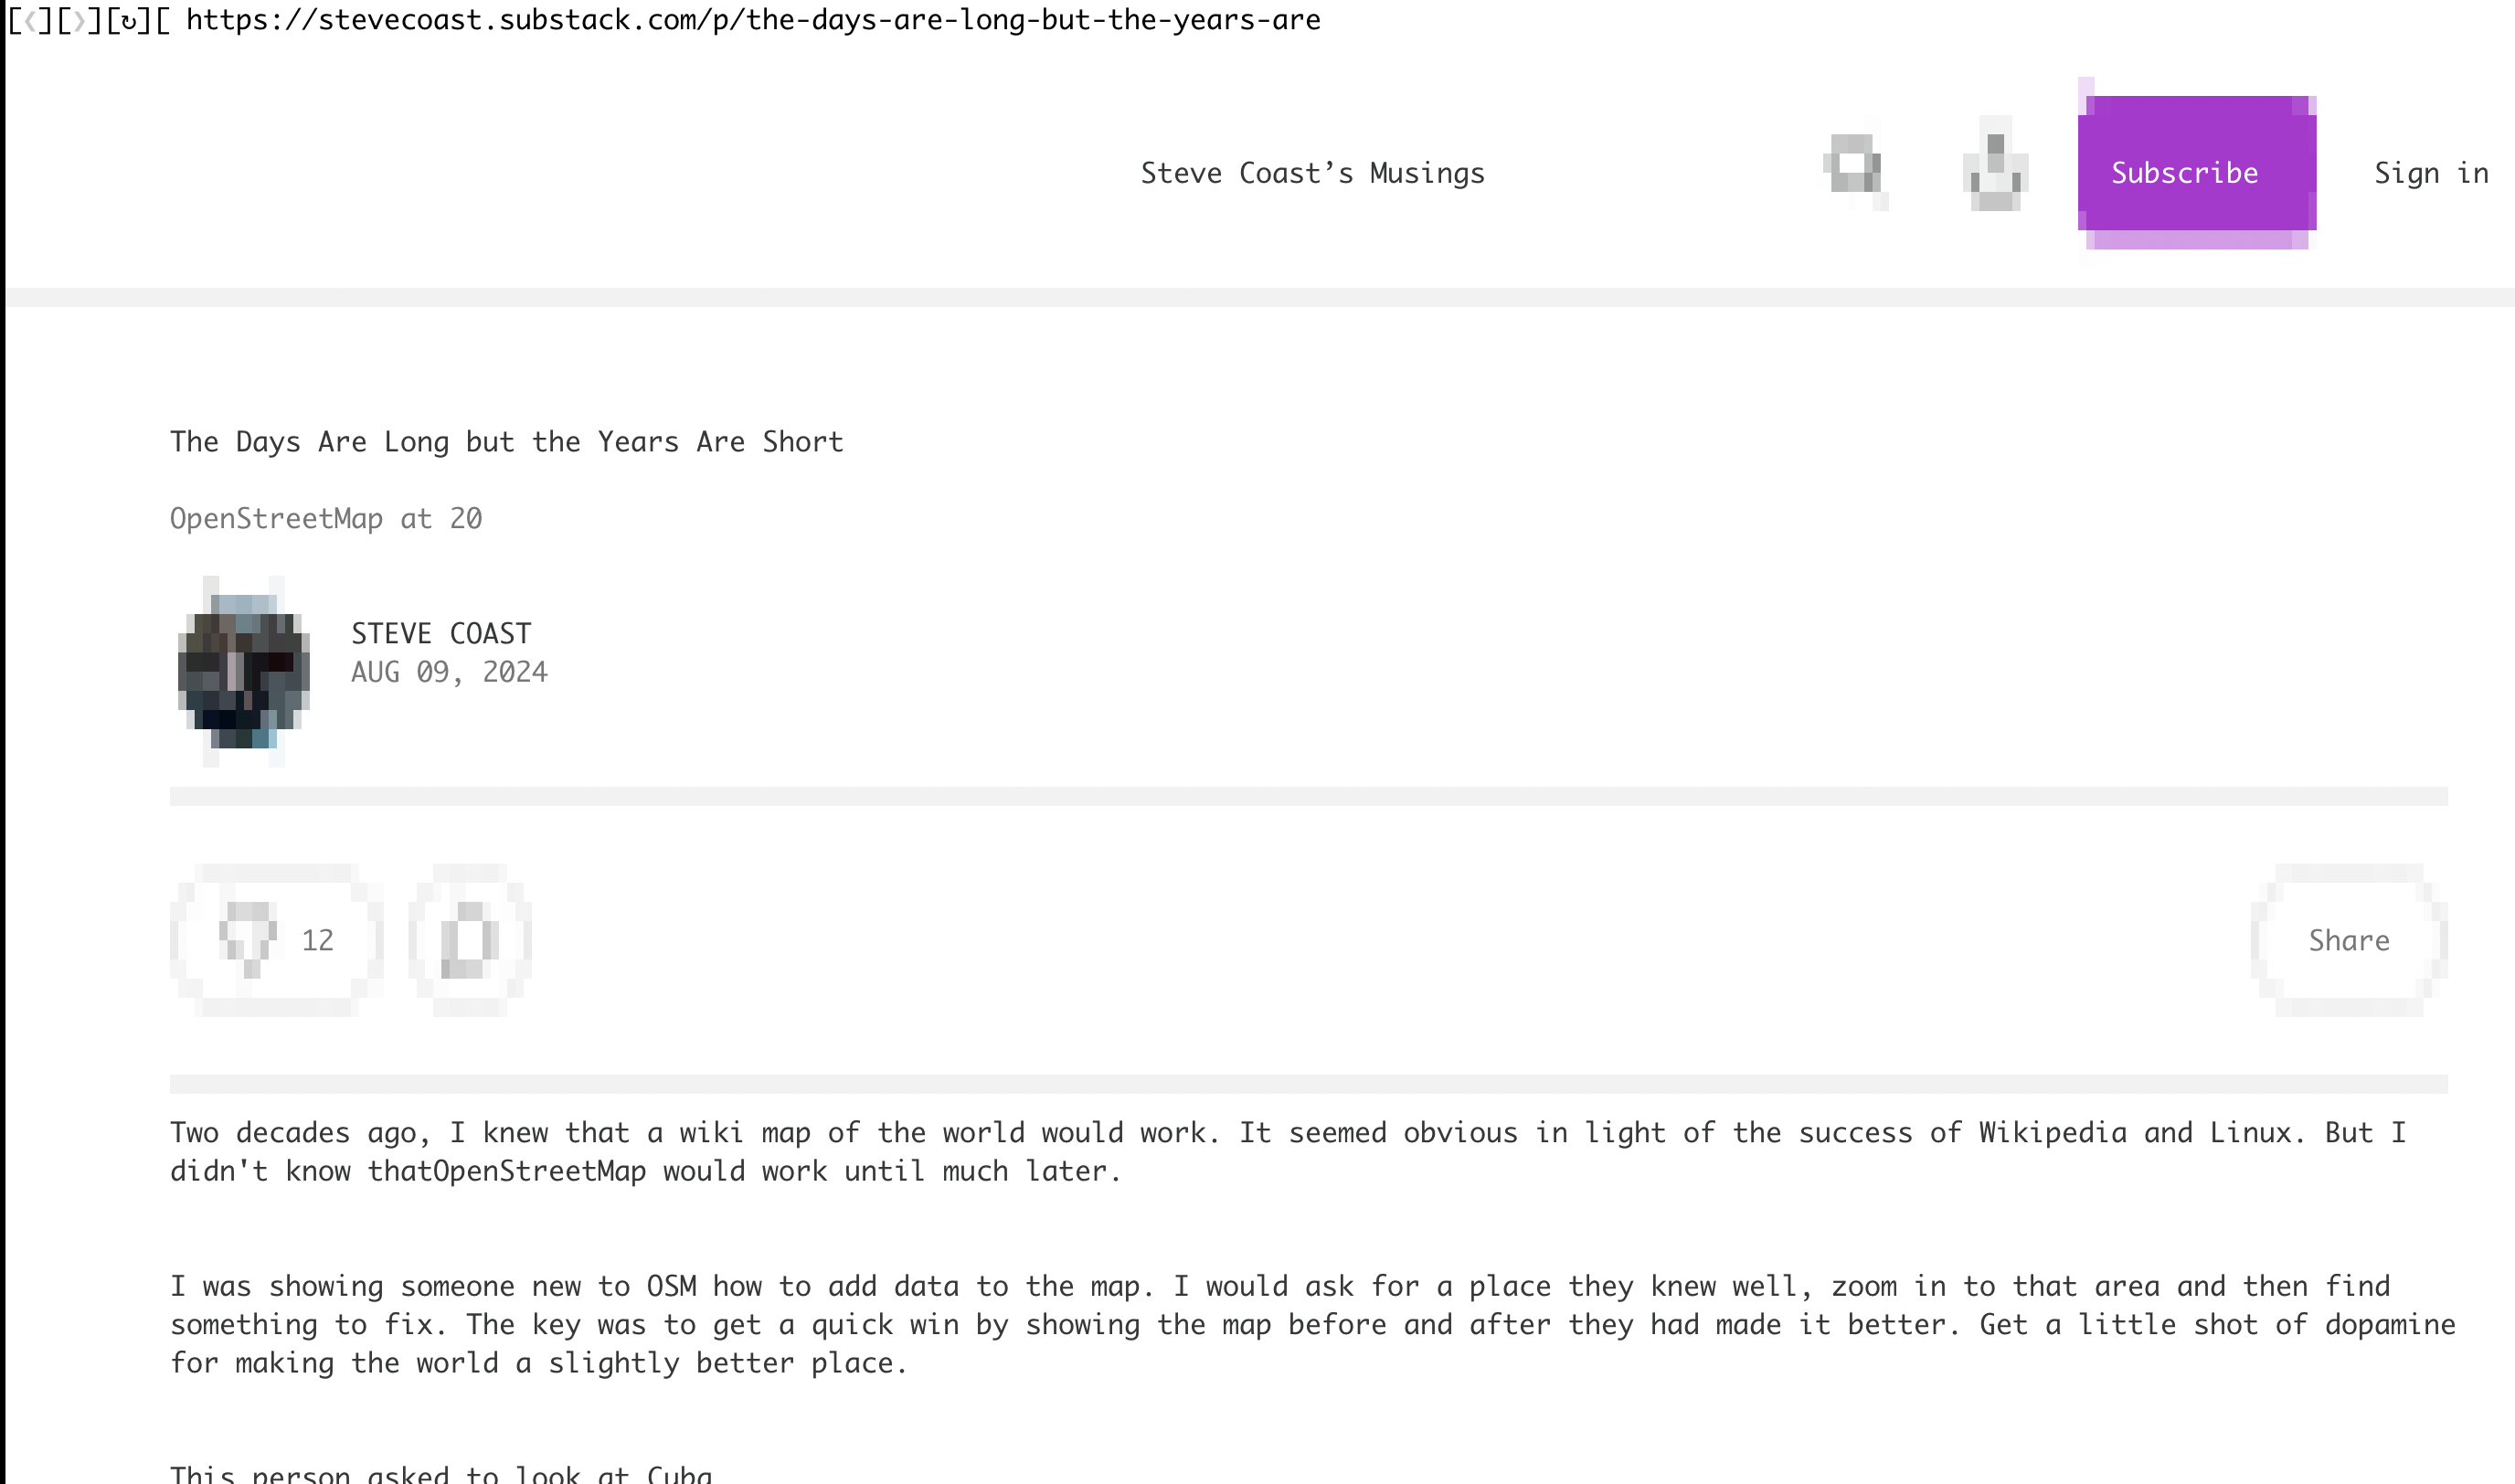 [❮][❯][↻][ https://stevecoast.substack.com/p/the-days-are-long-but-the-years-are
Steve Coast’s Musings
Subscribe
Sign in
The Days Are Long but the Years Are Short
OpenStreetMap at 20
STEVE COAST
AUG 09, 2024
12
Share
Two decades ago, I knew that a wiki map of the world would work. It seemed obvious in light of the success of Wikipedia and Linux. But I
didn't know thatOpenStreetMap would work until much later.
I was showing someone new to OSM how to add data to the map. I would ask for a place they knew well, zoom in to that area and then find
something to fix. The key was to get a quick win by showing the map before and after they had made it better. Get a little shot of dopamine
for making the world a slightly better place.
This person asked to look at Cuba